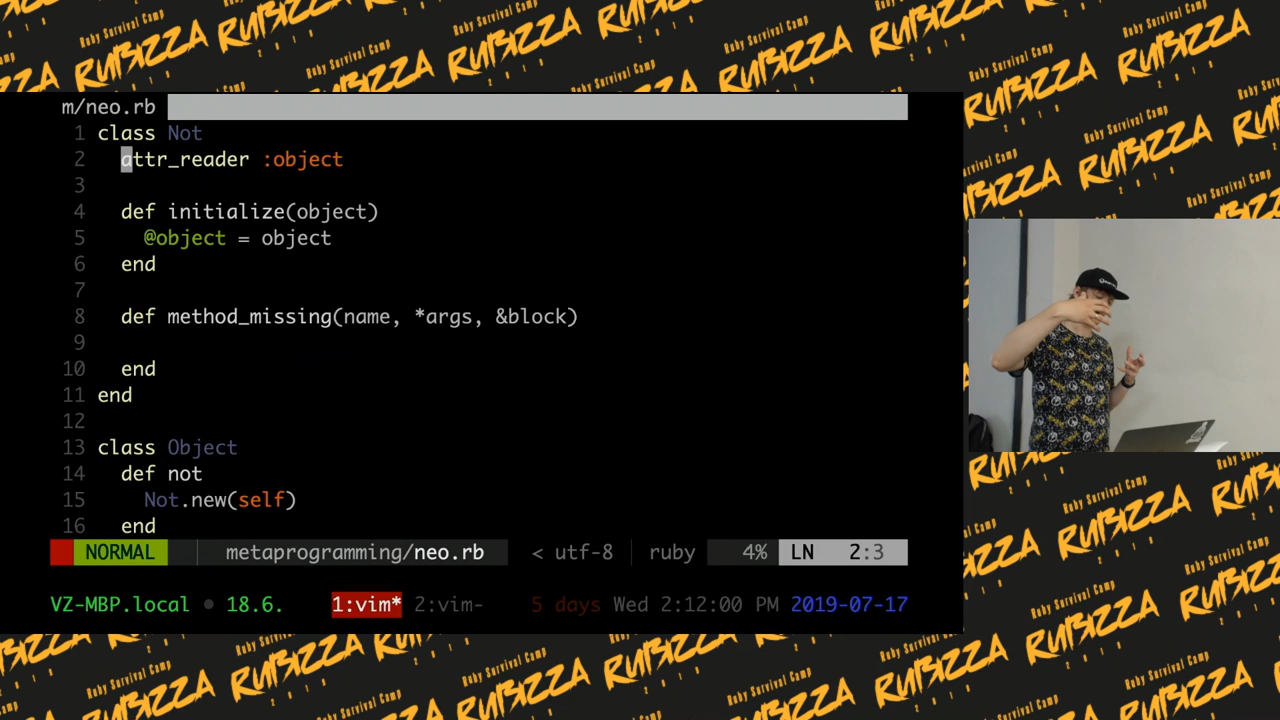 Ruby Survival Camp
RUBIZZA
2019
m/neo.rb
1 class Not
2 attr_reader :object
3
4 def initialize(object)
5 @object = object
6 end
7
8 def method_missing(name, *args, &block)
9
10 end
11 end
12
13 class Object
14 def not
15 Not.new(self)
16 end
NORMAL metaprogramming/neo.rb < utf-8 ruby 4% LN 2:3
VZ-MBP.local • 18.6. 1:vim* 2:vim- 5 days Wed 2:12:00 PM 2019-07-17